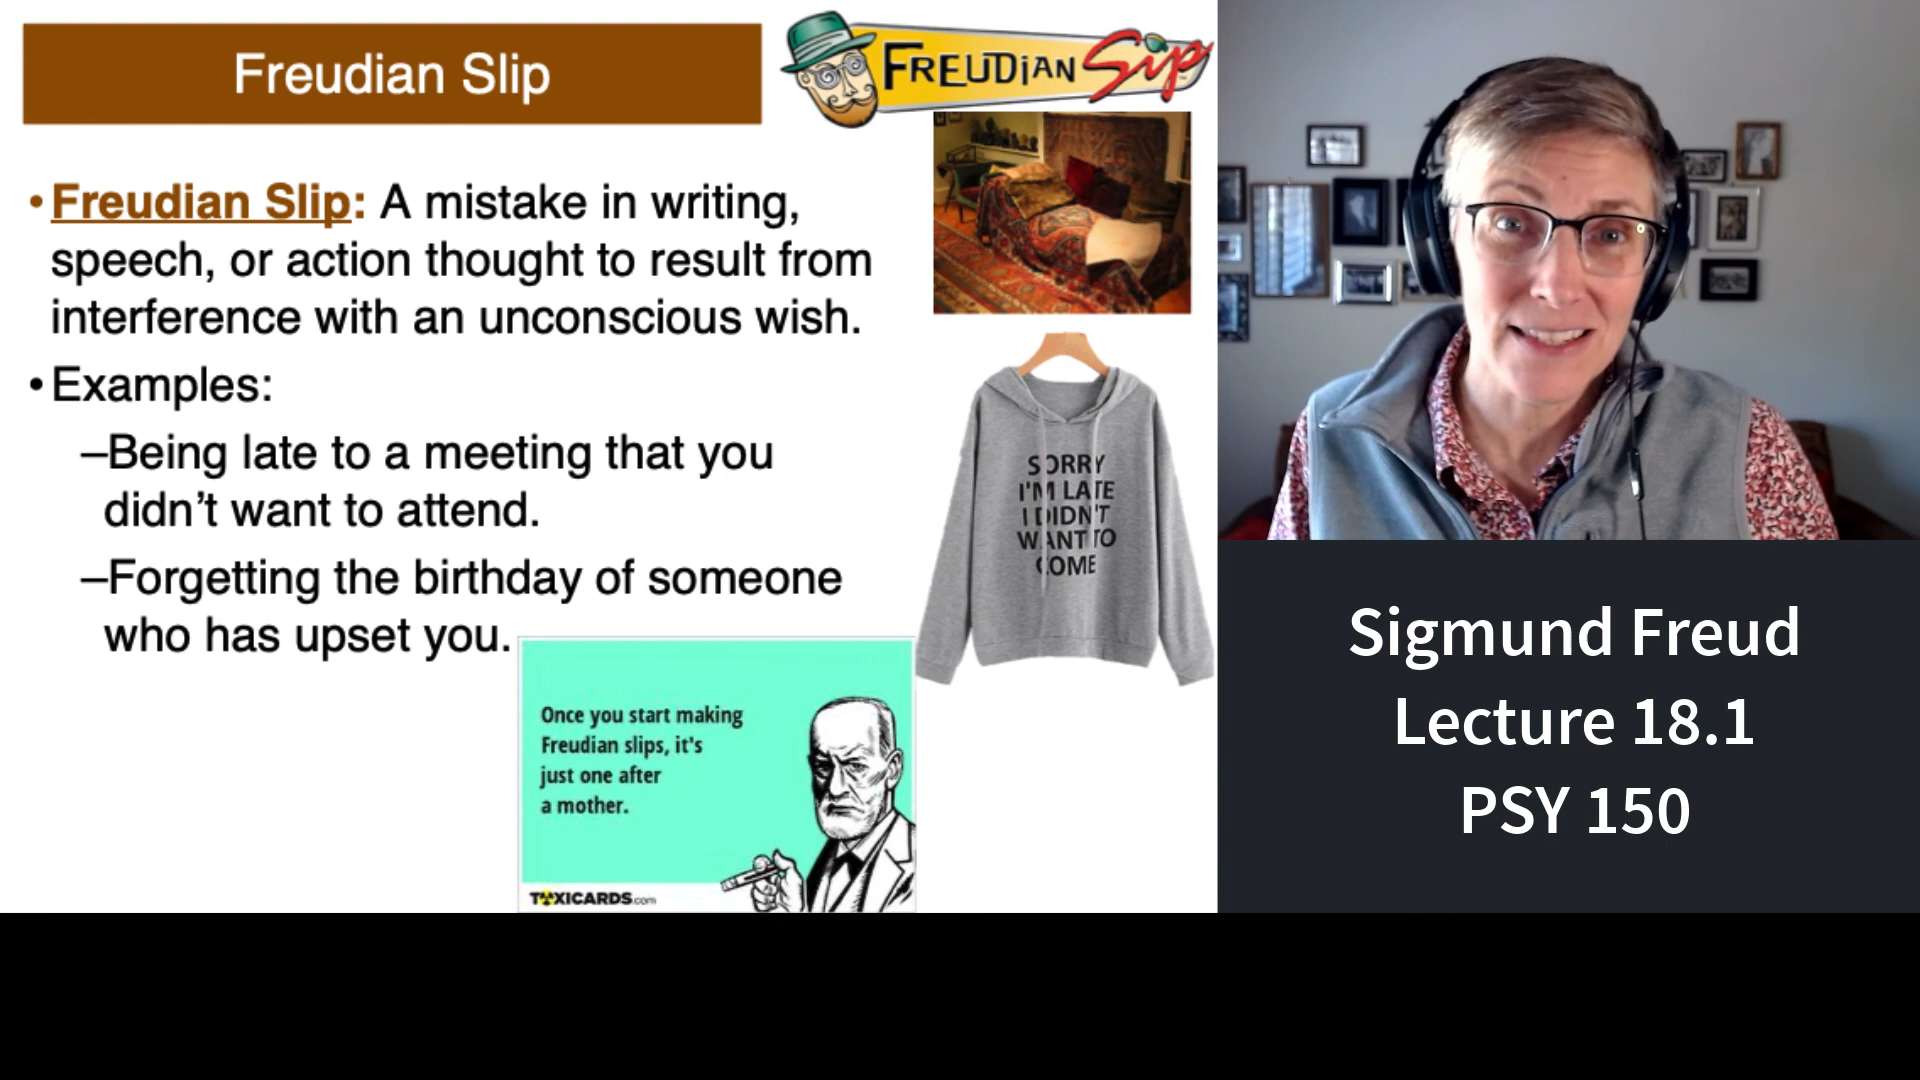 Freudian Slip
FREUDIAN Sip
•Freudian Slip: A mistake in writing,
speech, or action thought to result from
interference with an unconscious wish.
•Examples:
–Being late to a meeting that you
didn’t want to attend.
–Forgetting the birthday of someone
who has upset you.
SORRY
I'M LATE
I DIDN'T
WANT TO
COME
Once you start making
Freudian slips, it's
just one after
a mother.
TOXICARDS.com
Sigmund Freud
Lecture 18.1
PSY 150